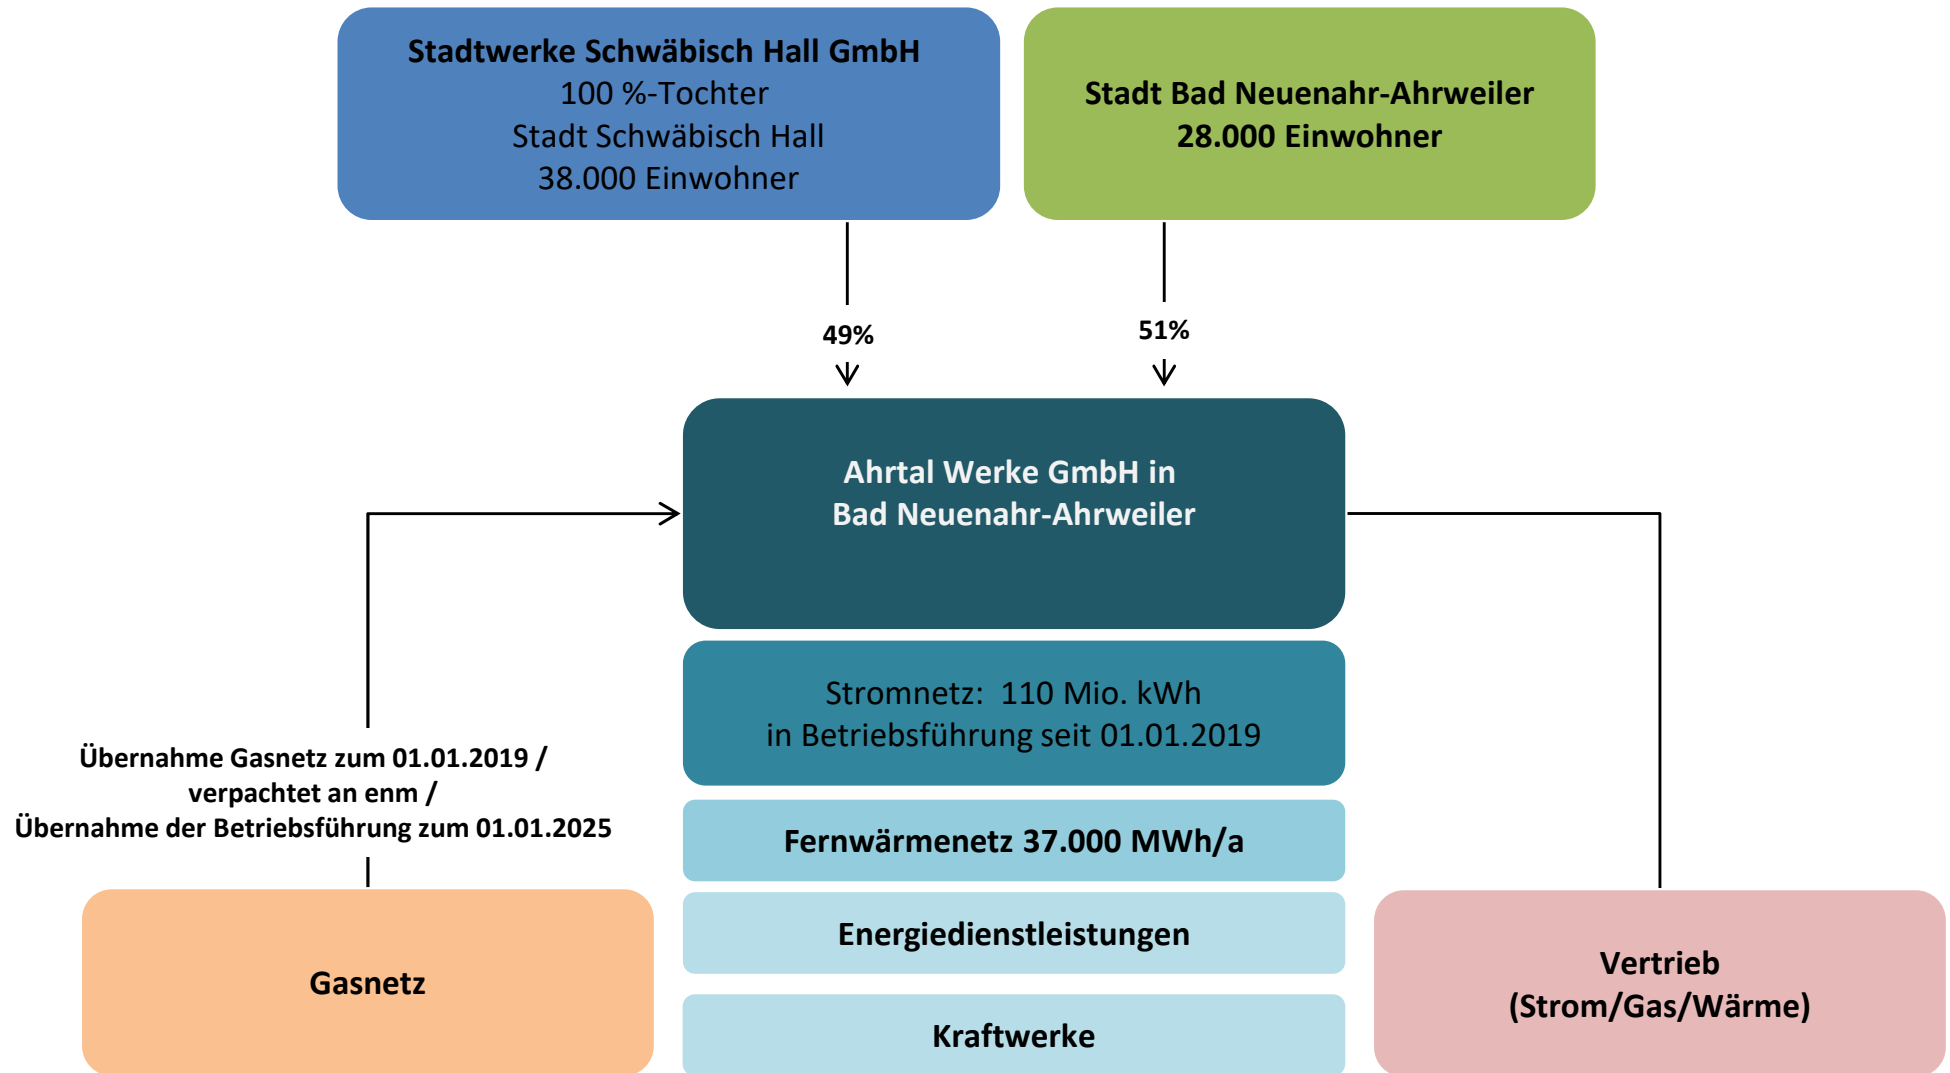 Stadtwerke Schwäbisch Hall GmbH
100 %-Tochter
Stadt Schwäbisch Hall
38.000 Einwohner
Stadt Bad Neuenahr-Ahrweiler
28.000 Einwohner
49%
51%
Ahrtal Werke GmbH in
Bad Neuenahr-Ahrweiler
Stromnetz:  110 Mio. kWh
in Betriebsführung seit 01.01.2019
Übernahme Gasnetz zum 01.01.2019 /
verpachtet an enm /
Übernahme der Betriebsführung zum 01.01.2025
Fernwärmenetz 37.000 MWh/a
Energiedienstleistungen
Kraftwerke
Gasnetz
Vertrieb
(Strom/Gas/Wärme)